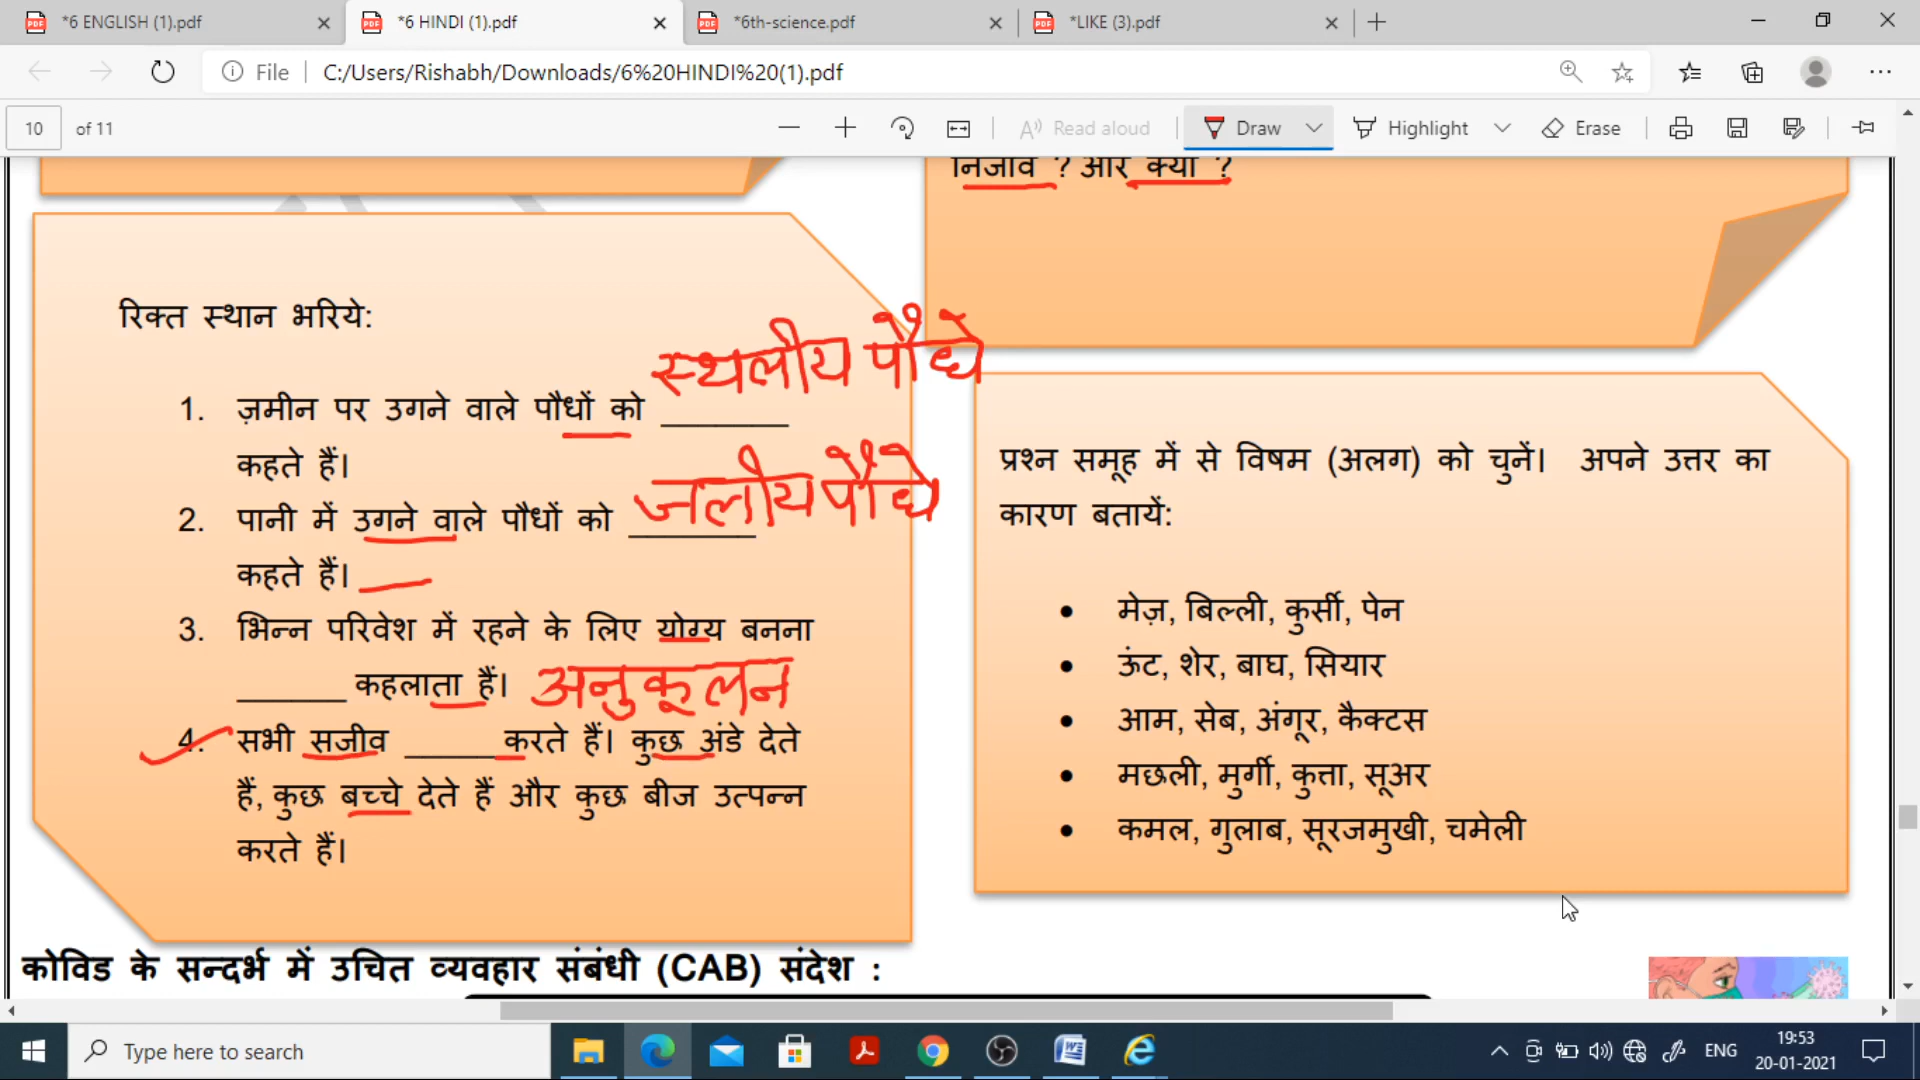 *6 ENGLISH (1).pdf
*6 HINDI (1).pdf
*6th-science.pdf
*LIKE (3).pdf
File
C:/Users/Rishabh/Downloads/6%20HINDI%20(1).pdf
10 of 11
Read aloud
Draw
Highlight
Erase
निर्जीव ? और क्यों ?
रिक्त स्थान भरिये:
स्थलीय पौधे
1. ज़मीन पर उगने वाले पौधों को _______
कहते हैं।
जलीय पौधे
2. पानी में उगने वाले पौधों को _______
कहते हैं।
3. भिन्न परिवेश में रहने के लिए योग्य बनना
______ कहलाता हैं। अनुकूलन
4. सभी सजीव _____ करते हैं। कुछ अंडे देते
हैं, कुछ बच्चे देते हैं और कुछ बीज उत्पन्न
करते हैं।
प्रश्न समूह में से विषम (अलग) को चुनें। अपने उत्तर का
कारण बतायें:
• मेज़, बिल्ली, कुर्सी, पेन
• ऊंट, शेर, बाघ, सियार
• आम, सेब, अंगूर, कैक्टस
• मछली, मुर्गी, कुत्ता, सूअर
• कमल, गुलाब, सूरजमुखी, चमेली
कोविड के सन्दर्भ में उचित व्यवहार संबंधी (CAB) संदेश :
Type here to search
ENG
19:53
20-01-2021